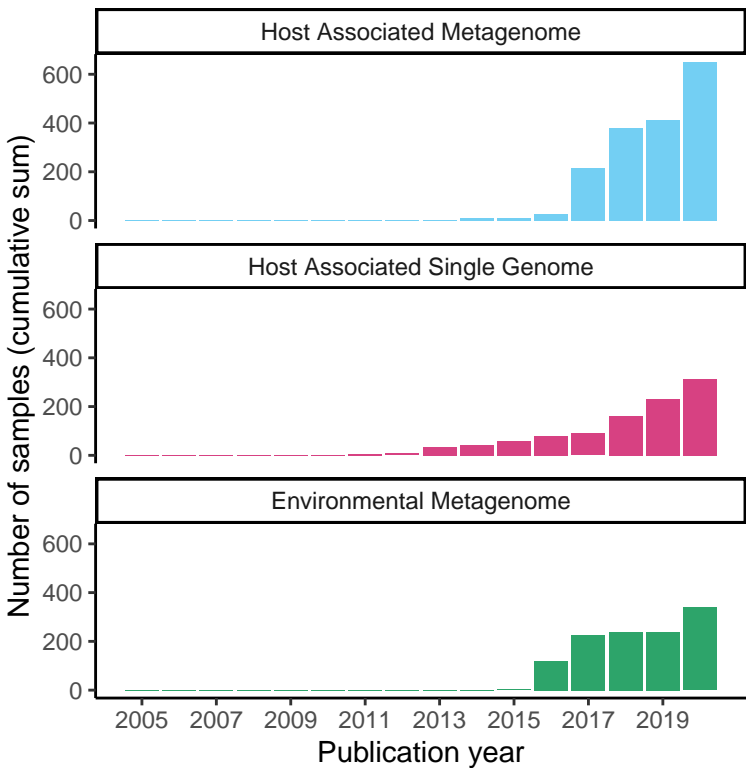 Host Associated Metagenome
600
400
200
0
Host Associated Single Genome
600
400
200
0
Environmental Metagenome
600
400
200
0
2005 2007 2009 2011 2013 2015 2017 2019
Publication year
Number of samples (cumulative sum)